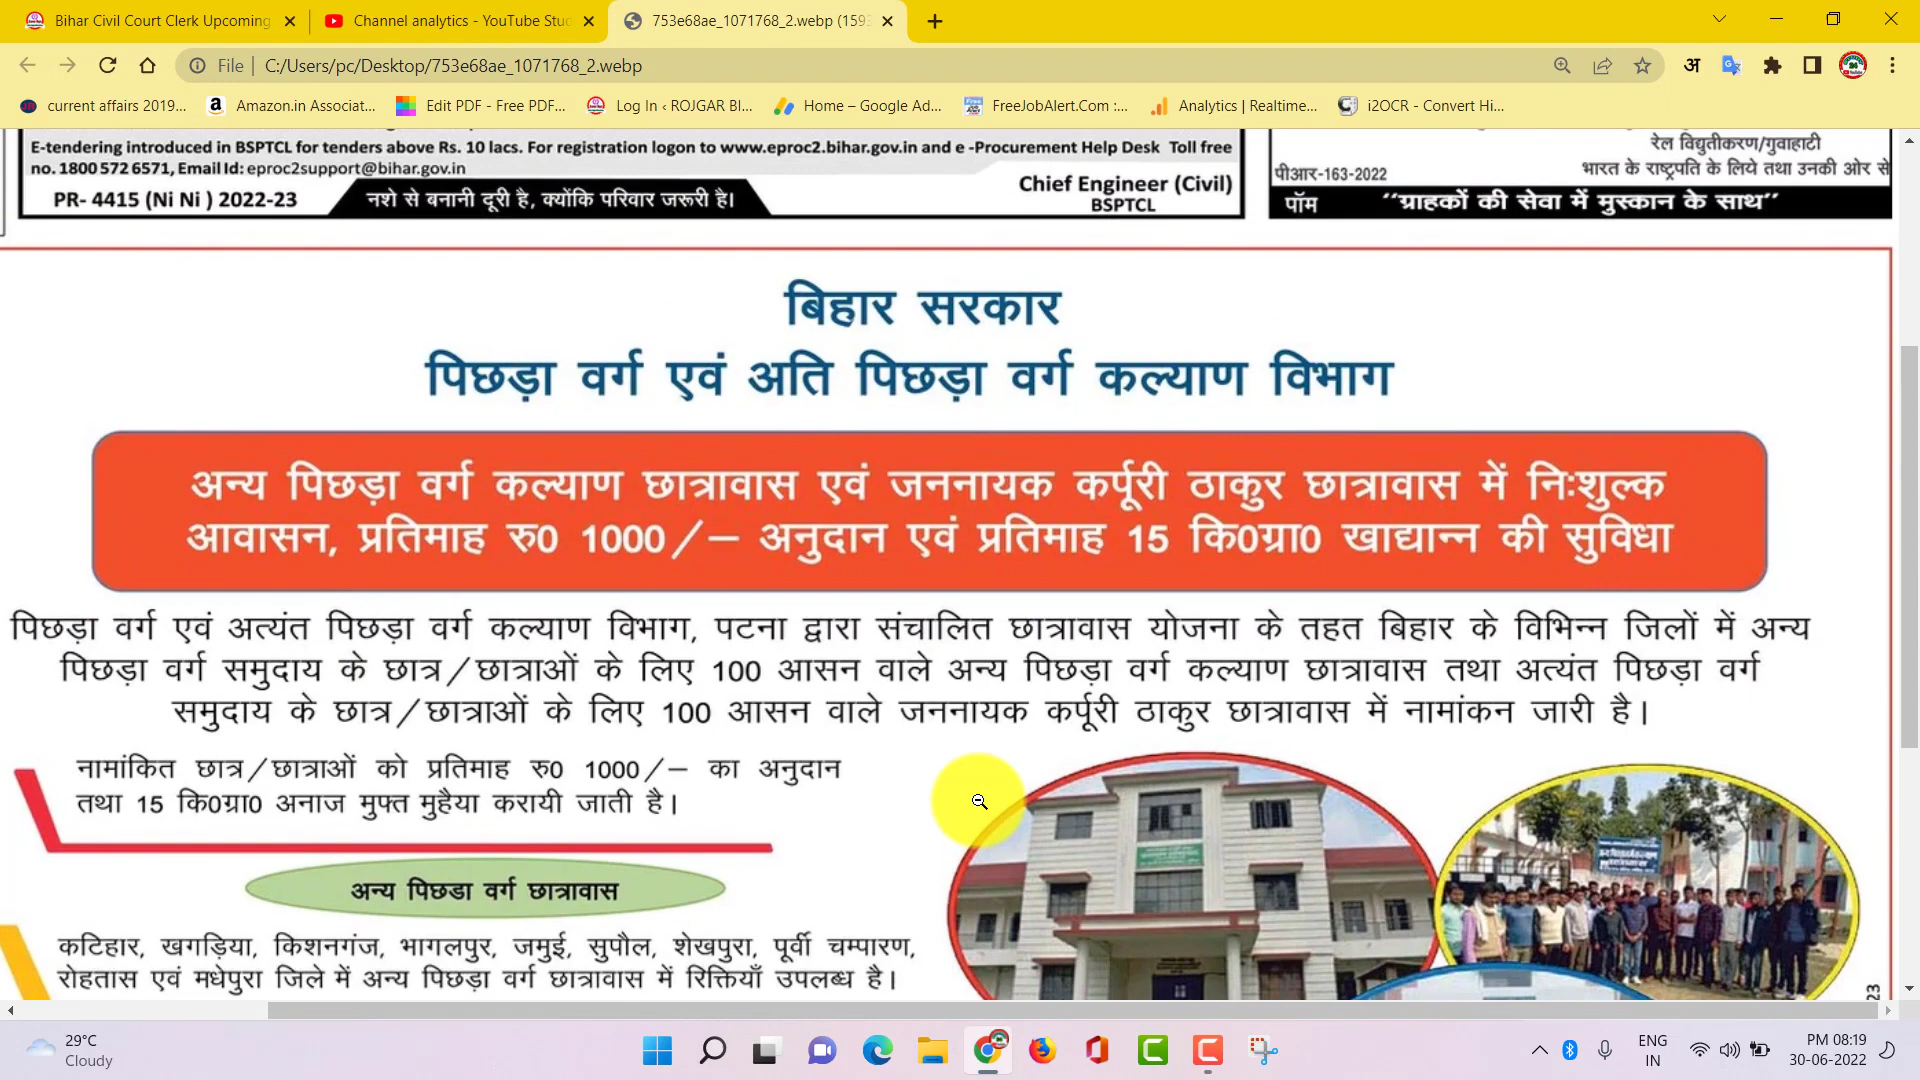 Bihar Civil Court Clerk Upcoming
Channel analytics - YouTube Stu
753e68ae_1071768_2.webp (1593
File
C:/Users/pc/Desktop/753e68ae_1071768_2.webp
current affairs 2019...
Amazon.in Associat...
Edit PDF - Free PDF...
Log In ‹ ROJGAR BI...
Home – Google Ad...
FreeJobAlert.Com :...
Analytics | Realtime...
i2OCR - Convert Hi...
E-tendering introduced in BSPTCL for tenders above Rs. 10 lacs. For registration logon to www.eproc2.bihar.gov.in and e -Procurement Help Desk Toll free
no. 1800 572 6571, Email Id: eproc2support@bihar.gov.in
Chief Engineer (Civil)
BSPTCL
PR- 4415 (Ni Ni ) 2022-23
नशे से बनानी दूरी है, क्योंकि परिवार जरूरी है।
रेल विद्युतीकरण/गुवाहाटी
पीआर-163-2022
भारत के राष्ट्रपति के लिये तथा उनकी ओर से
पॉम
“ग्राहकों की सेवा में मुस्कान के साथ”
बिहार सरकार
पिछड़ा वर्ग एवं अति पिछड़ा वर्ग कल्याण विभाग
अन्य पिछड़ा वर्ग कल्याण छात्रावास एवं जननायक कर्पूरी ठाकुर छात्रावास में निःशुल्क
आवासन, प्रतिमाह रु0 1000/– अनुदान एवं प्रतिमाह 15 कि0ग्रा0 खाद्यान्न की सुविधा
पिछड़ा वर्ग एवं अत्यंत पिछड़ा वर्ग कल्याण विभाग, पटना द्वारा संचालित छात्रावास योजना के तहत बिहार के विभिन्न जिलों में अन्य
पिछड़ा वर्ग समुदाय के छात्र/छात्राओं के लिए 100 आसन वाले अन्य पिछड़ा वर्ग कल्याण छात्रावास तथा अत्यंत पिछड़ा वर्ग
समुदाय के छात्र/छात्राओं के लिए 100 आसन वाले जननायक कर्पूरी ठाकुर छात्रावास में नामांकन जारी है।
नामांकित छात्र/छात्राओं को प्रतिमाह रु0 1000/– का अनुदान
तथा 15 कि0ग्रा0 अनाज मुफ्त मुहैया करायी जाती है।
अन्य पिछडा वर्ग छात्रावास
कटिहार, खगड़िया, किशनगंज, भागलपुर, जमुई, सुपौल, शेखपुरा, पूर्वी चम्पारण,
रोहतास एवं मधेपुरा जिले में अन्य पिछड़ा वर्ग छात्रावास में रिक्तियाँ उपलब्ध है।
23
29°C
Cloudy
ENG
IN
PM 08:19
30-06-2022